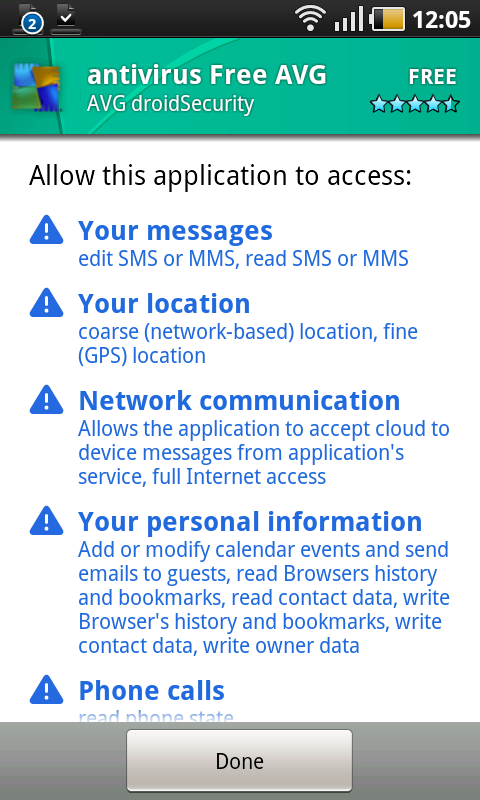 2
12:05
antivirus Free AVG
FREE
AVG droidSecurity
Allow this application to access:
Your messages
edit SMS or MMS, read SMS or MMS
Your location
coarse (network-based) location, fine
(GPS) location
Network communication
Allows the application to accept cloud to
device messages from application's
service, full Internet access
Your personal information
Add or modify calendar events and send
emails to guests, read Browsers history
and bookmarks, read contact data, write
Browser's history and bookmarks, write
contact data, write owner data
Phone calls
read phone state
Done